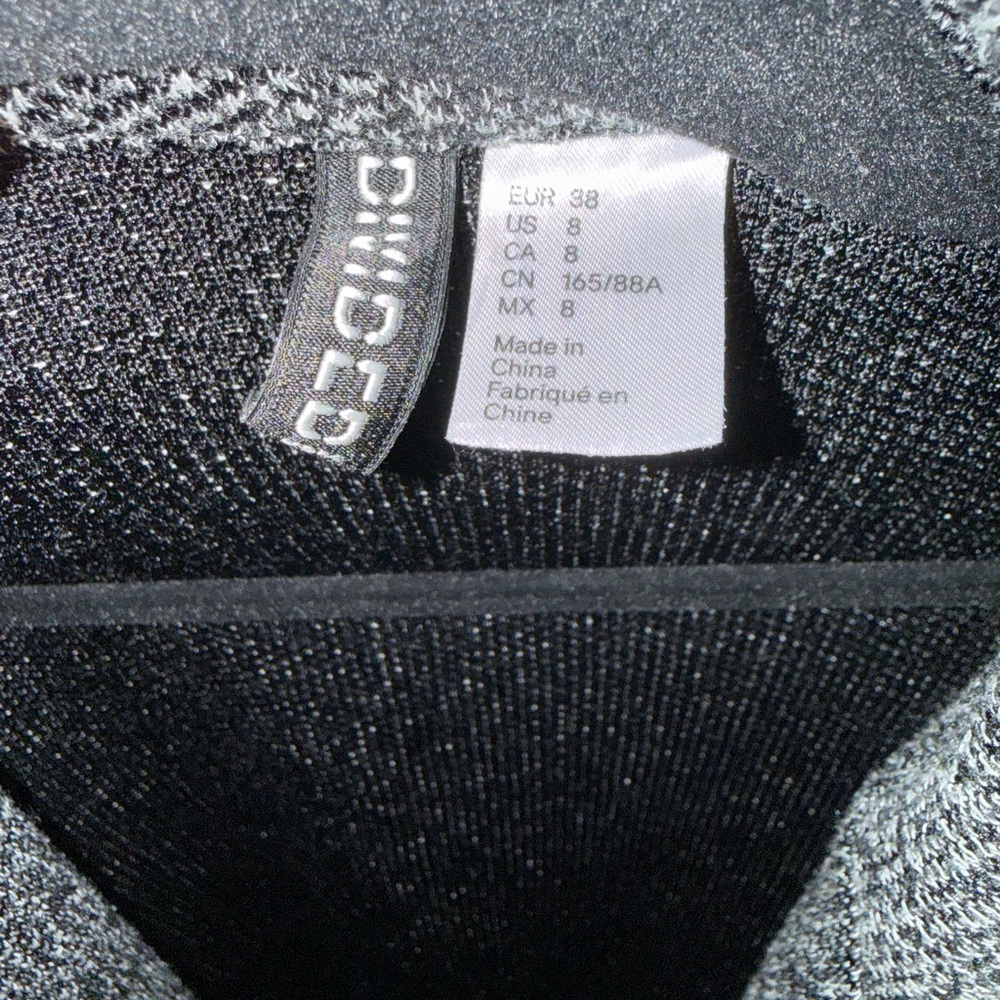 DIVIDED
EUR 38
US 8
CA 8
CN 165/88A
MX 8
Made in
China
Fabriqué en
Chine